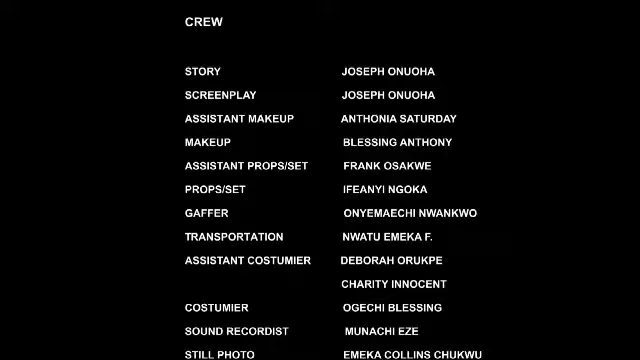 CREW
STORY JOSEPH ONUOHA
SCREENPLAY JOSEPH ONUOHA
ASSISTANT MAKEUP ANTHONIA SATURDAY
MAKEUP BLESSING ANTHONY
ASSISTANT PROPS/SET FRANK OSAKWE
PROPS/SET IFEANYI NGOKA
GAFFER ONYEMAECHI NWANKWO
TRANSPORTATION NWATU EMEKA F.
ASSISTANT COSTUMIER DEBORAH ORUKPE
CHARITY INNOCENT
COSTUMIER OGECHI BLESSING
SOUND RECORDIST MUNACHI EZE
STILL PHOTO EMEKA COLLINS CHUKWU